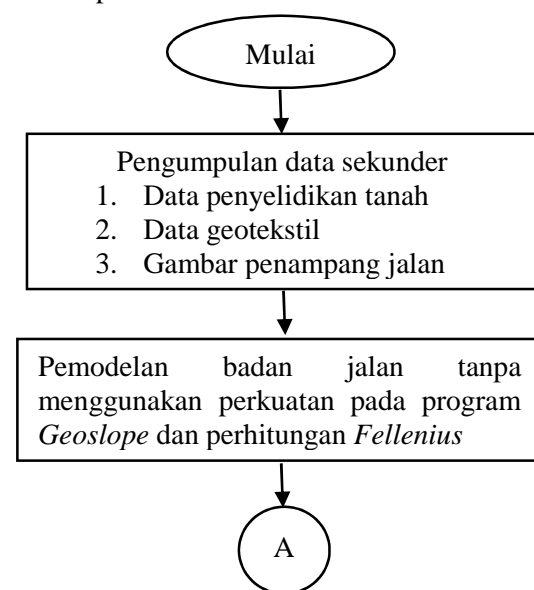 Mulai
Pengumpulan data sekunder
1. Data penyelidikan tanah
2. Data geotekstil
3. Gambar penampang jalan
Pemodelan badan jalan tanpa
menggunakan perkuatan pada program
Geoslope dan perhitungan Fellenius
A